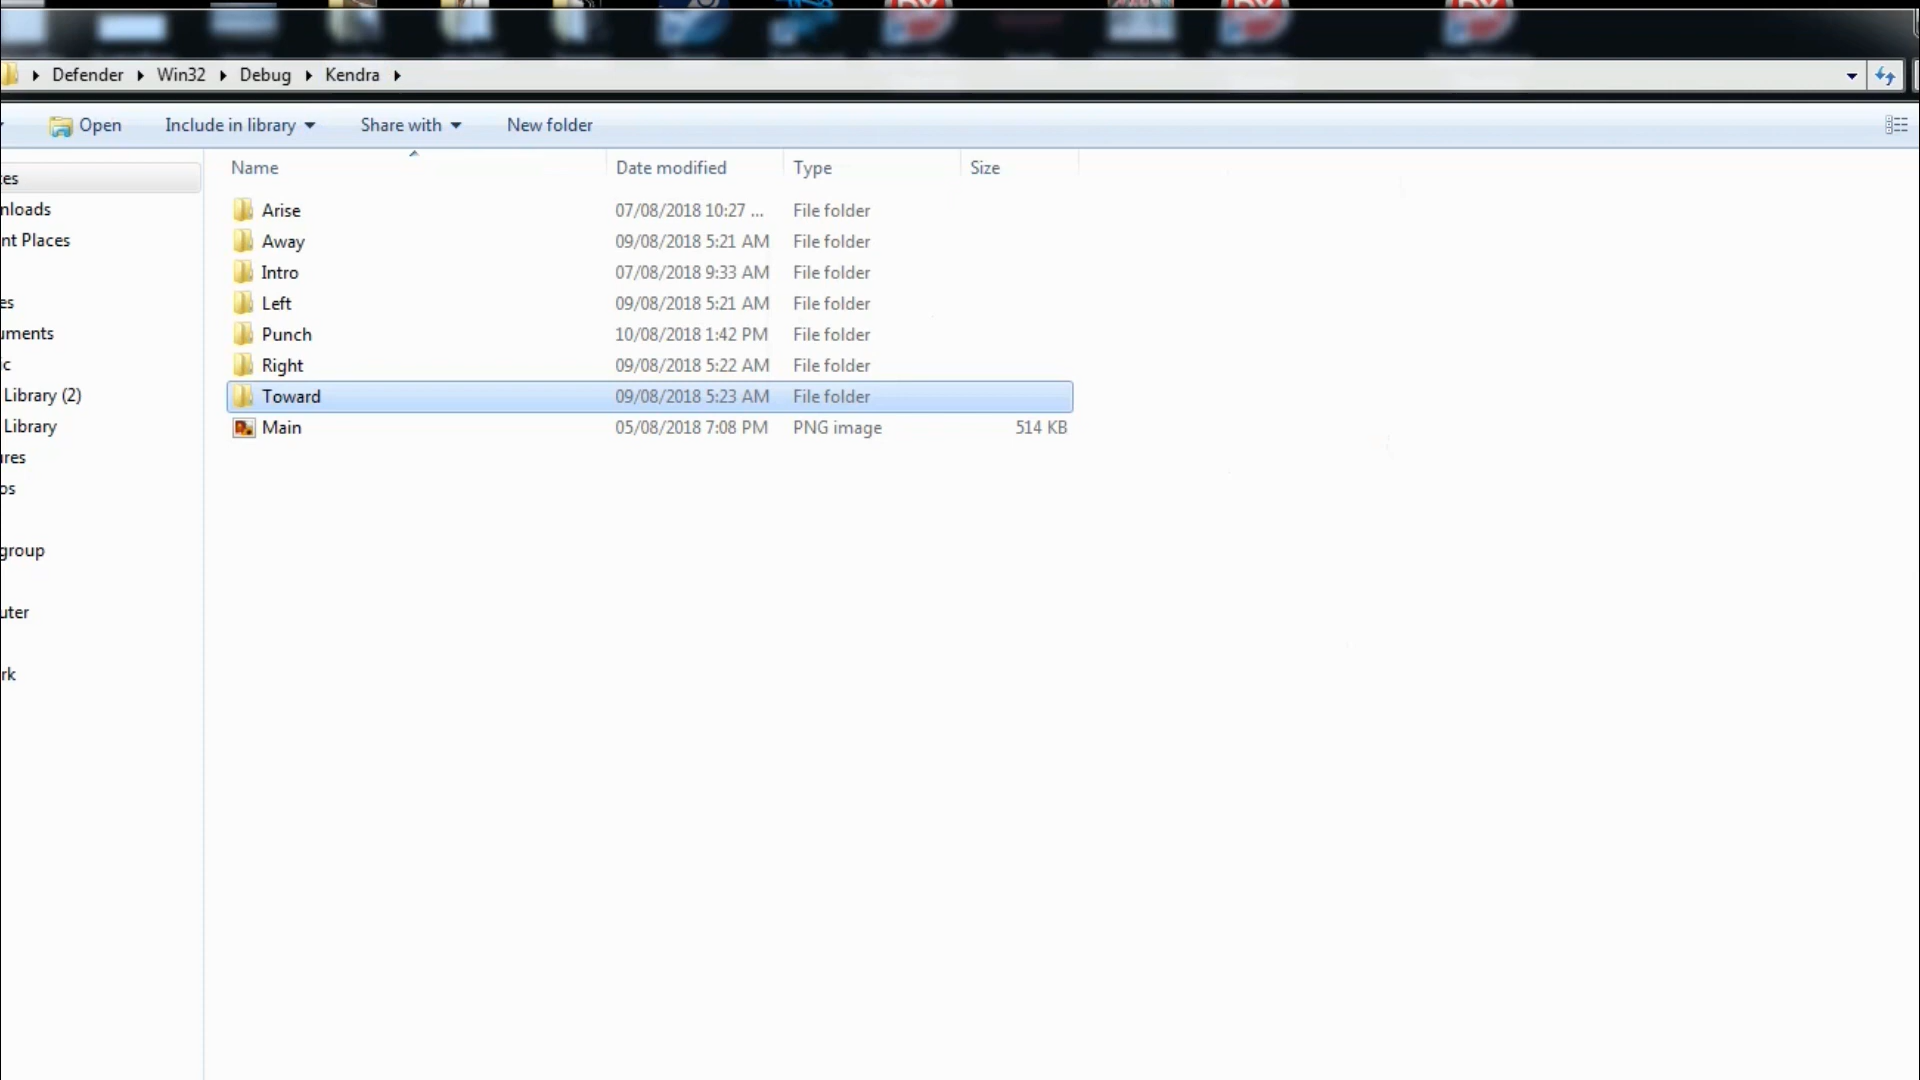 Defender Win32 Debug Kendra
Open Include in library Share with New folder
Name Date modified Type Size
Arise 07/08/2018 10:27 ... File folder
Away 09/08/2018 5:21 AM File folder
Intro 07/08/2018 9:33 AM File folder
Left 09/08/2018 5:21 AM File folder
Punch 10/08/2018 1:42 PM File folder
Right 09/08/2018 5:22 AM File folder
Toward 09/08/2018 5:23 AM File folder
Main 05/08/2018 7:08 PM PNG image 514 KB
es
nloads
nt Places
es
uments
c
Library (2)
Library
ures
os
group
uter
rk